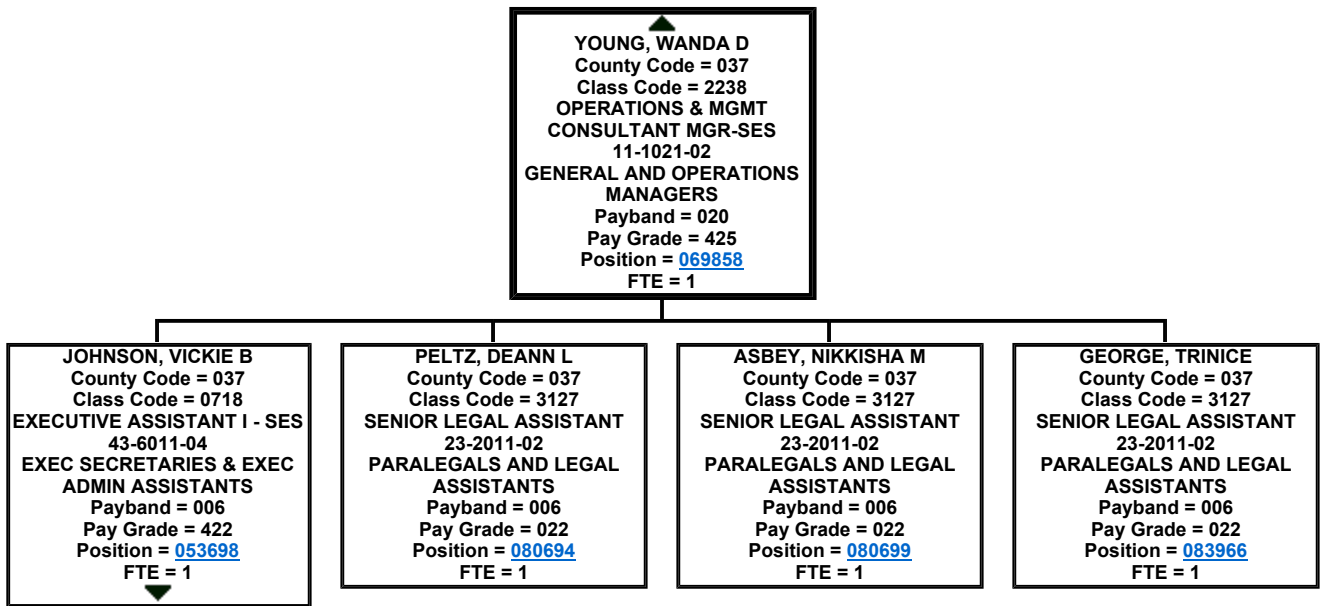 YOUNG, WANDA D
County Code = 037
Class Code = 2238
OPERATIONS & MGMT
CONSULTANT MGR-SES
11-1021-02
GENERAL AND OPERATIONS
MANAGERS
Payband = 020
Pay Grade = 425
Position = 069858
FTE = 1
JOHNSON, VICKIE B
County Code = 037
Class Code = 0718
EXECUTIVE ASSISTANT I - SES
43-6011-04
EXEC SECRETARIES & EXEC
ADMIN ASSISTANTS
Payband = 006
Pay Grade = 422
Position = 053698
FTE = 1
PELTZ, DEANN L
County Code = 037
Class Code = 3127
SENIOR LEGAL ASSISTANT
23-2011-02
PARALEGALS AND LEGAL
ASSISTANTS
Payband = 006
Pay Grade = 022
Position = 080694
FTE = 1
ASBEY, NIKKISHA M
County Code = 037
Class Code = 3127
SENIOR LEGAL ASSISTANT
23-2011-02
PARALEGALS AND LEGAL
ASSISTANTS
Payband = 006
Pay Grade = 022
Position = 080699
FTE = 1
GEORGE, TRINICE
County Code = 037
Class Code = 3127
SENIOR LEGAL ASSISTANT
23-2011-02
PARALEGALS AND LEGAL
ASSISTANTS
Payband = 006
Pay Grade = 022
Position = 083966
FTE = 1